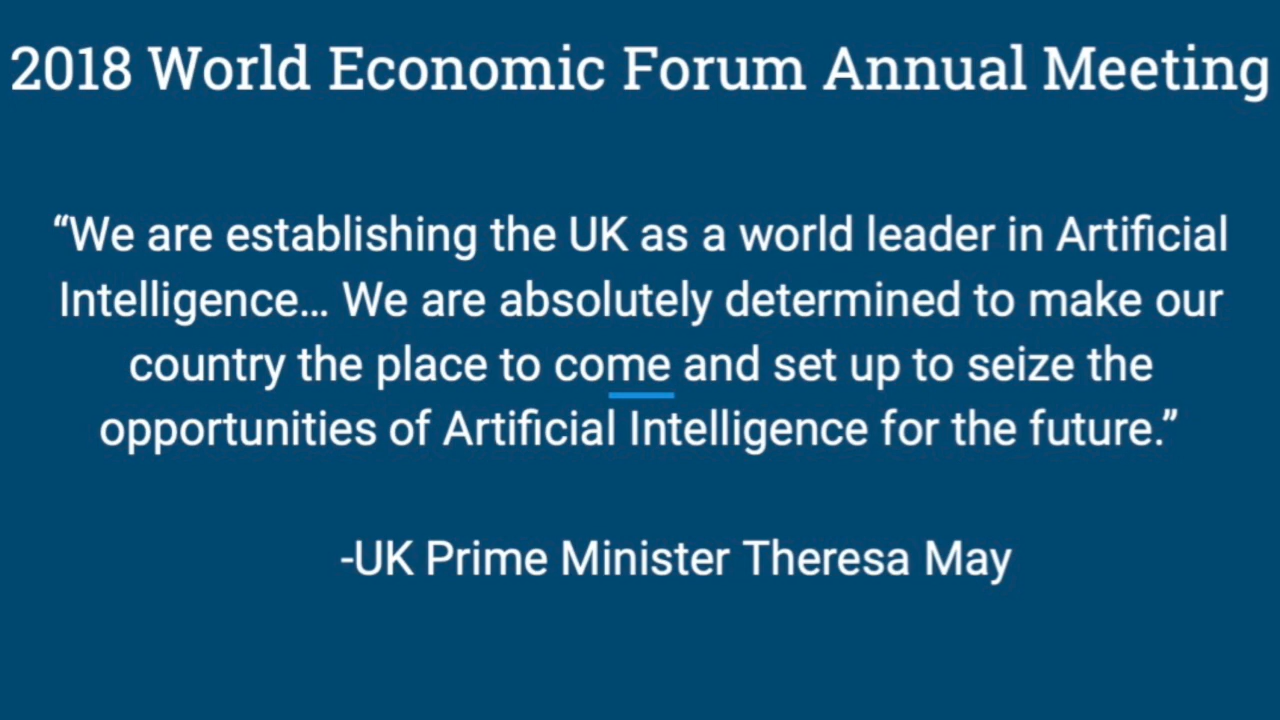 2018 World Economic Forum Annual Meeting
“We are establishing the UK as a world leader in Artificial
Intelligence... We are absolutely determined to make our
country the place to come and set up to seize the
opportunities of Artificial Intelligence for the future.”
-UK Prime Minister Theresa May